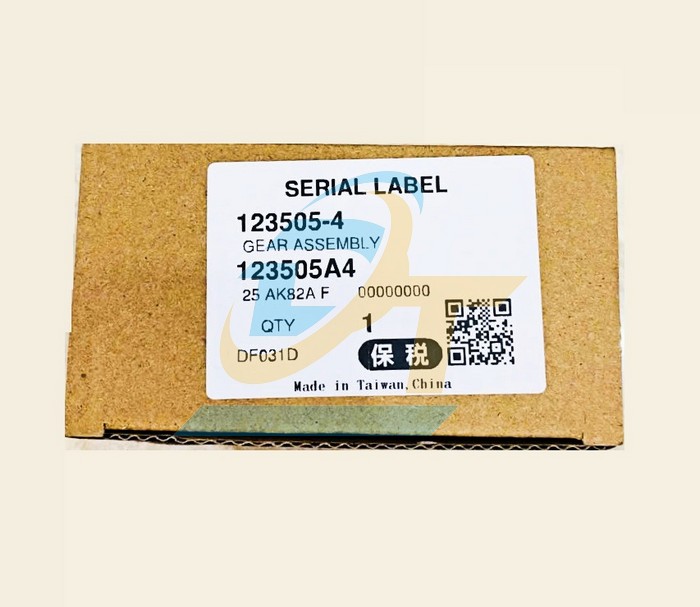 SERIAL LABEL
123505-4
GEAR ASSEMBLY
123505A4
25 AK82A F 00000000
QTY 1
DF031D 保税
Made in Taiwan,China